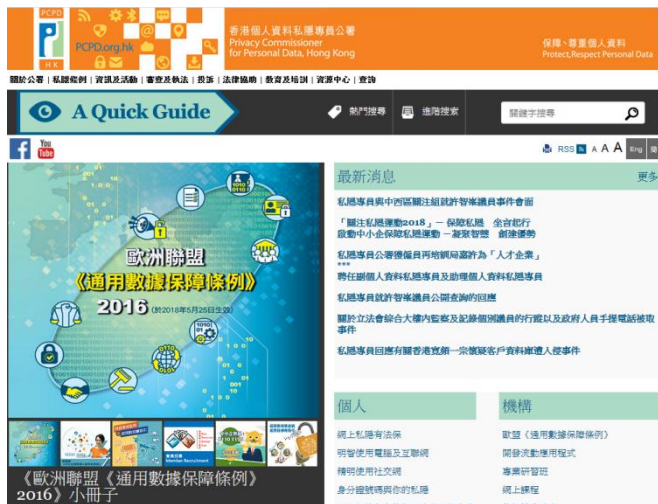 PCPD
HK
PCPD.org.hk
香港個人資料私隱專員公署
Privacy Commissioner
for Personal Data, Hong Kong
保障、尊重個人資料
Protect,Respect Personal Data
關於公署 | 私隱條例 | 資訊及活動 | 審查及執法 | 投訴 | 法律協助 | 教育及培訓 | 資源中心 | 查詢
A Quick Guide
熱門搜尋
進階搜索
關鍵字搜尋
You Tube
RSS A A A Eng 簡
歐洲聯盟
《通用數據保障條例》
2016 (於2018年5月25日生效)
《歐洲聯盟《通用數據保障條例》
2016》小冊子
最新消息
更多
私隱專員與中西區關注組就許智峯議員事件會面
「關注私隱運動2018」－ 保障私隱 坐言起行
啟動中小企保障私隱運動－凝聚智慧 創建優勢
私隱專員公署獲僱員再培訓局嘉許為「人才企業」
***
聘任副個人資料私隱專員及助理個人資料私隱專員
私隱專員就許智峯議員公開查詢的回應
關於立法會綜合大樓內監察及記錄個別議員的行蹤以及政府人員手提電話被取
事件
私隱專員回應有關香港寬頻一宗懷疑客戶資料庫遭入侵事件
個人
網上私隱有法保
明智使用電腦及互聯網
精明使用社交網
身分證號碼與你的私隱
機構
歐盟《通用數據保障條例》
開發流動應用程式
專業研習班
網上課程